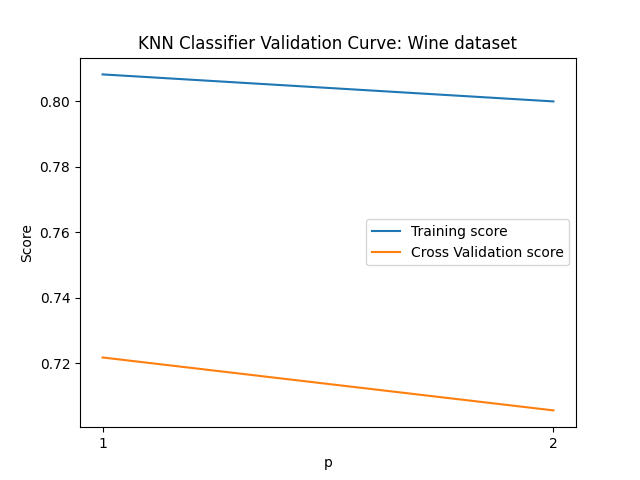 KNN Classifier Validation Curve: Wine dataset
0.80
0.78
0.76
0.74
0.72
Score
Training score
Cross Validation score
1
2
p